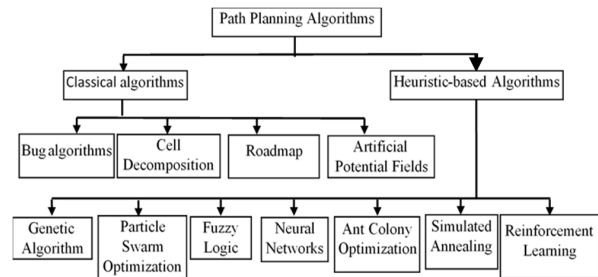 Path Planning Algorithms
Classical algorithms
Heuristic-based Algorithms
Bug algorithms
Cell
Decomposition
Roadmap
Artificial
Potential Fields
Genetic
Algorithm
Particle
Swarm
Optimization
Fuzzy
Logic
Neural
Networks
Ant Colony
Optimization
Simulated
Annealing
Reinforcement
Learning